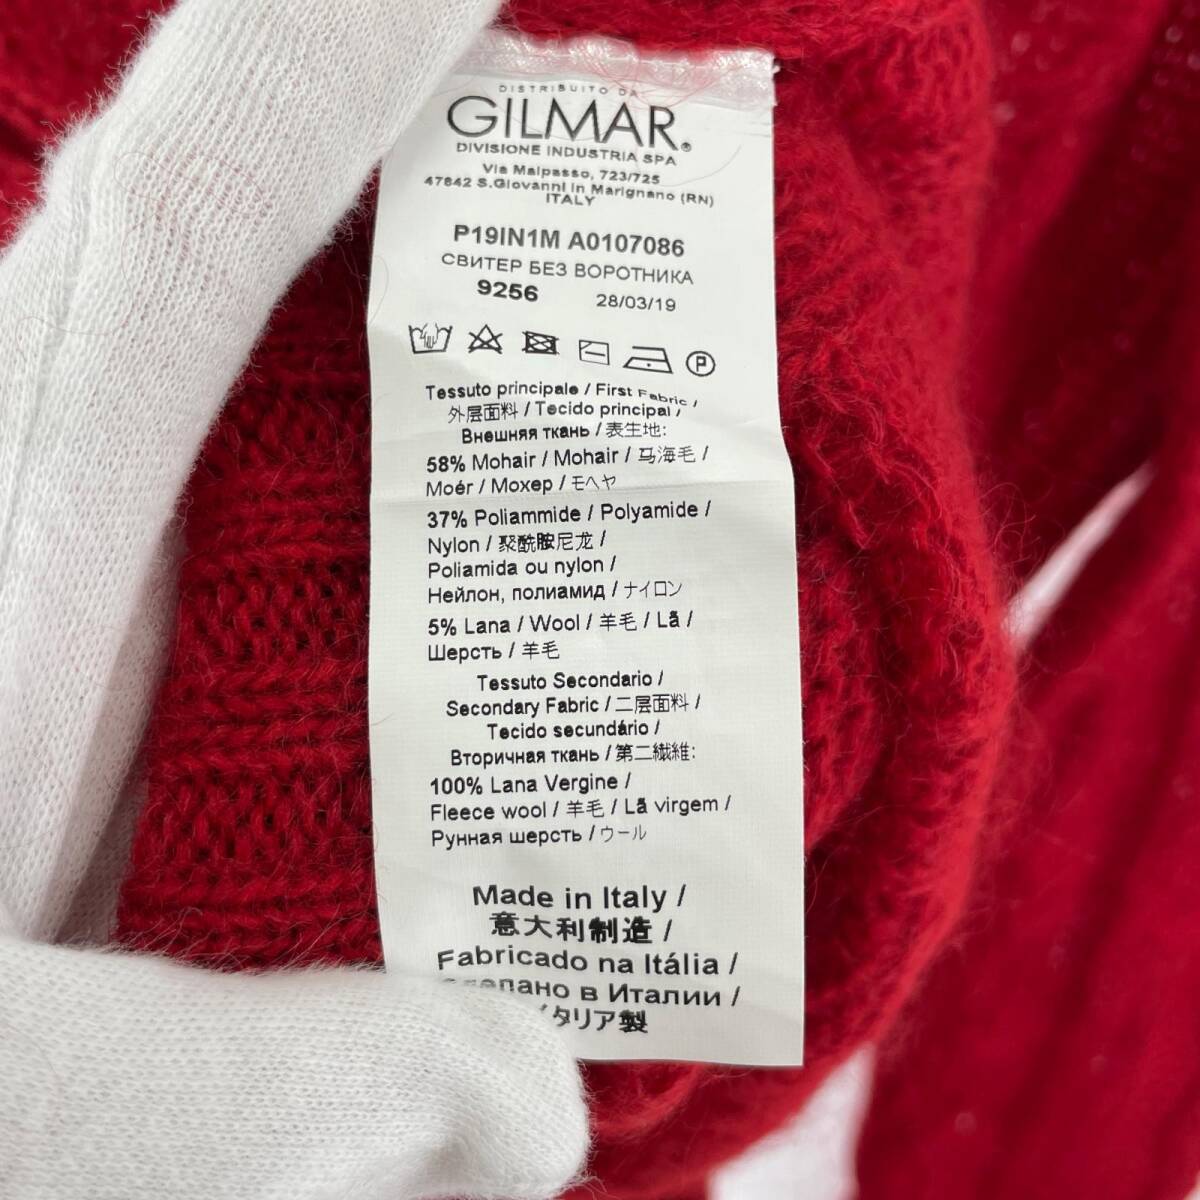 DISTRIBUITO DA
GILMAR®
DIVISIONE INDUSTRIA SPA
Via Malpasso, 723/725
47842 S.Giovanni in Marignano (RN)
ITALY
P19IN1M A0107086
СВИТЕР БЕЗ ВОРОТНИКА
9256 28/03/19
P
Tessuto principale / First Fabric /
外层面料 / Tecido principal /
Внешняя ткань / 表生地:
58% Mohair / Mohair / 马海毛 /
Moér / Мохер / モヘヤ
37% Poliammide / Polyamide /
Nylon / 聚酰胺尼龙 /
Poliamida ou nylon /
Нейлон, полиамид / ナイロン
5% Lana / Wool / 羊毛 / Lã /
Шерсть / 羊毛
Tessuto Secondario /
Secondary Fabric / 二层面料 /
Tecido secundário /
Вторичная ткань / 第二繊維:
100% Lana Vergine /
Fleece wool / 羊毛 / Lã virgem /
Рунная шерсть / ウール
Made in Italy /
意大利制造 /
Fabricado na Itália /
сделано в Италии /
イタリア製